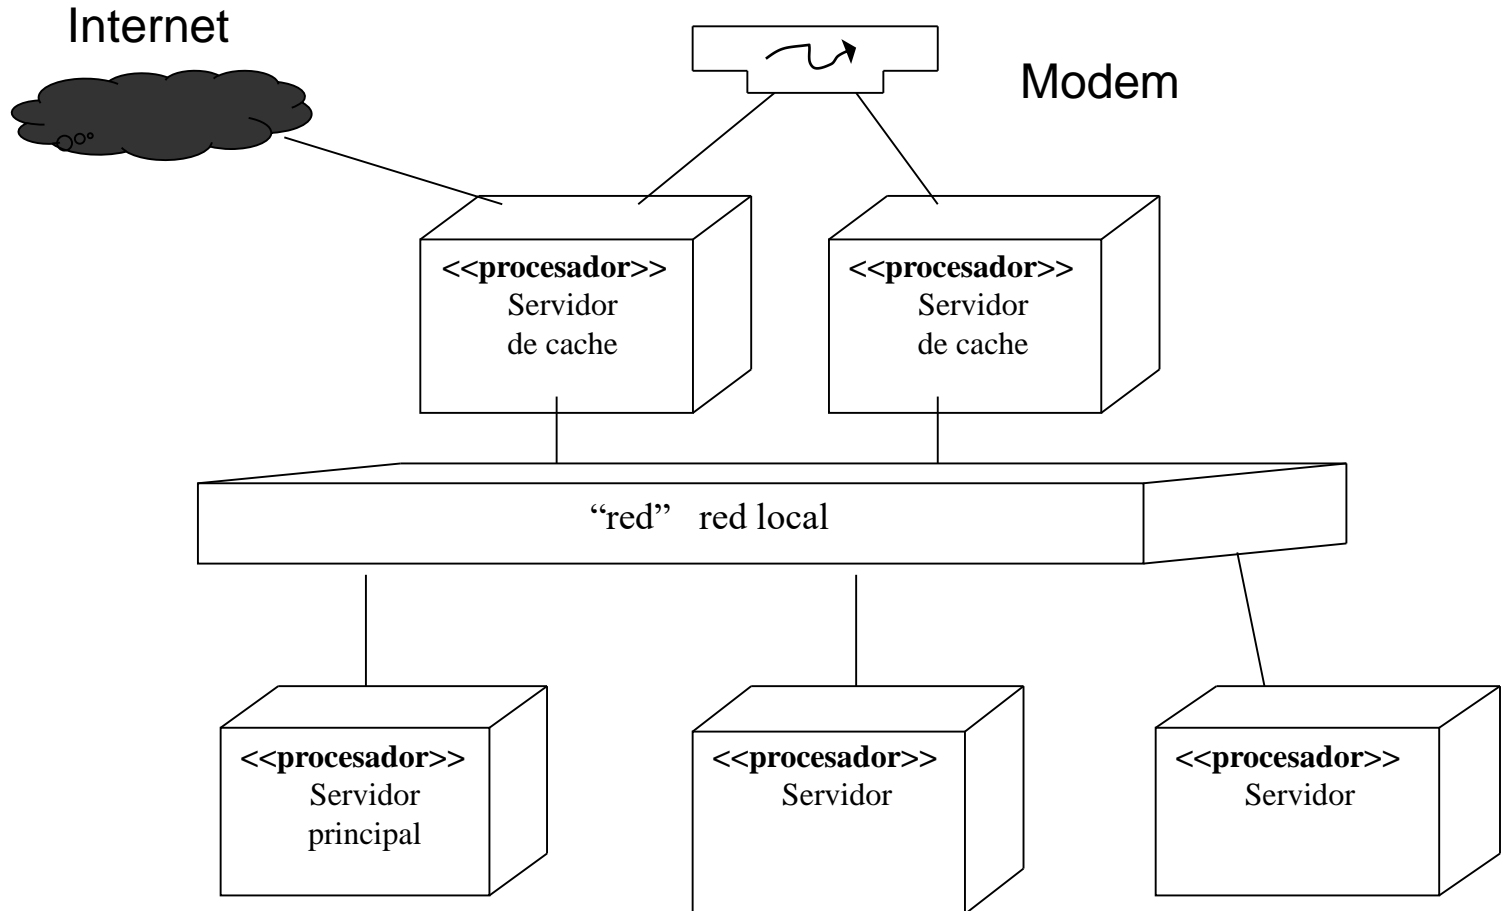 Internet
Modem
<<procesador>>
Servidor
de cache
<<procesador>>
Servidor
de cache
“red” red local
<<procesador>>
Servidor
principal
<<procesador>>
Servidor
<<procesador>>
Servidor